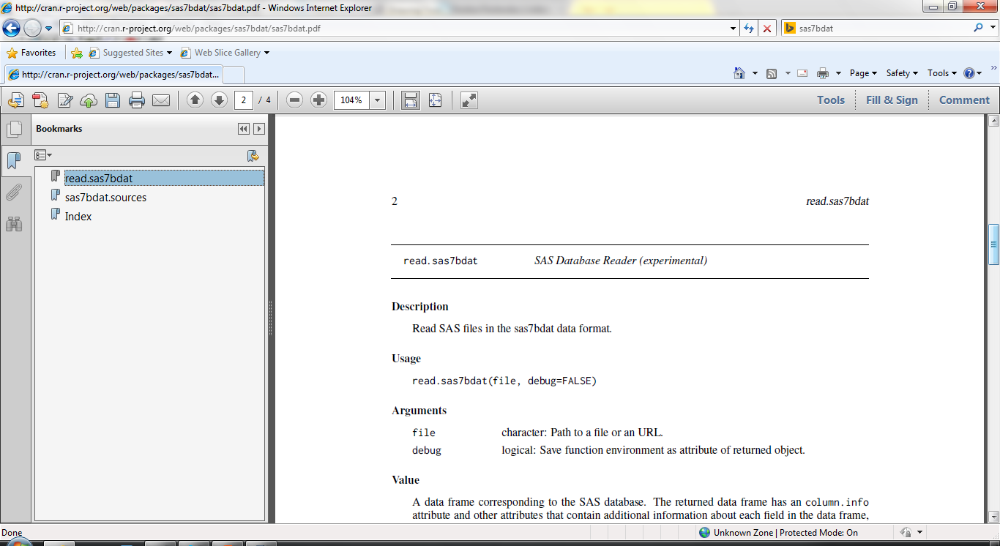 http://cran.r-project.org/web/packages/sas7bdat/sas7bdat.pdf - Windows Internet Explorer
http://cran.r-project.org/web/packages/sas7bdat/sas7bdat.pdf
sas7bdat
Favorites
Suggested Sites
Web Slice Gallery
http://cran.r-project.org/web/packages/sas7bdat...
Page
Safety
Tools
2 / 4
104%
Tools
Fill & Sign
Comment
Bookmarks
read.sas7bdat
sas7bdat.sources
Index
2 read.sas7bdat
read.sas7bdat SAS Database Reader (experimental)
Description
Read SAS files in the sas7bdat data format.
Usage
read.sas7bdat(file, debug=FALSE)
Arguments
file character: Path to a file or an URL.
debug logical: Save function environment as attribute of returned object.
Value
A data frame corresponding to the SAS database. The returned data frame has an column.info
attribute and other attributes that contain additional information about each field in the data frame,
Done
Unknown Zone | Protected Mode: On